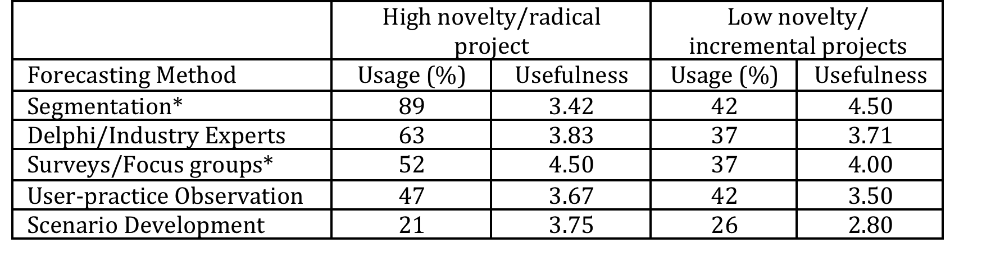 High novelty/radical project
Low novelty/ incremental projects
Forecasting Method Usage (%) Usefulness Usage (%) Usefulness
Segmentation* 89 3.42 42 4.50
Delphi/Industry Experts 63 3.83 37 3.71
Surveys/Focus groups* 52 4.50 37 4.00
User-practice Observation 47 3.67 42 3.50
Scenario Development 21 3.75 26 2.80